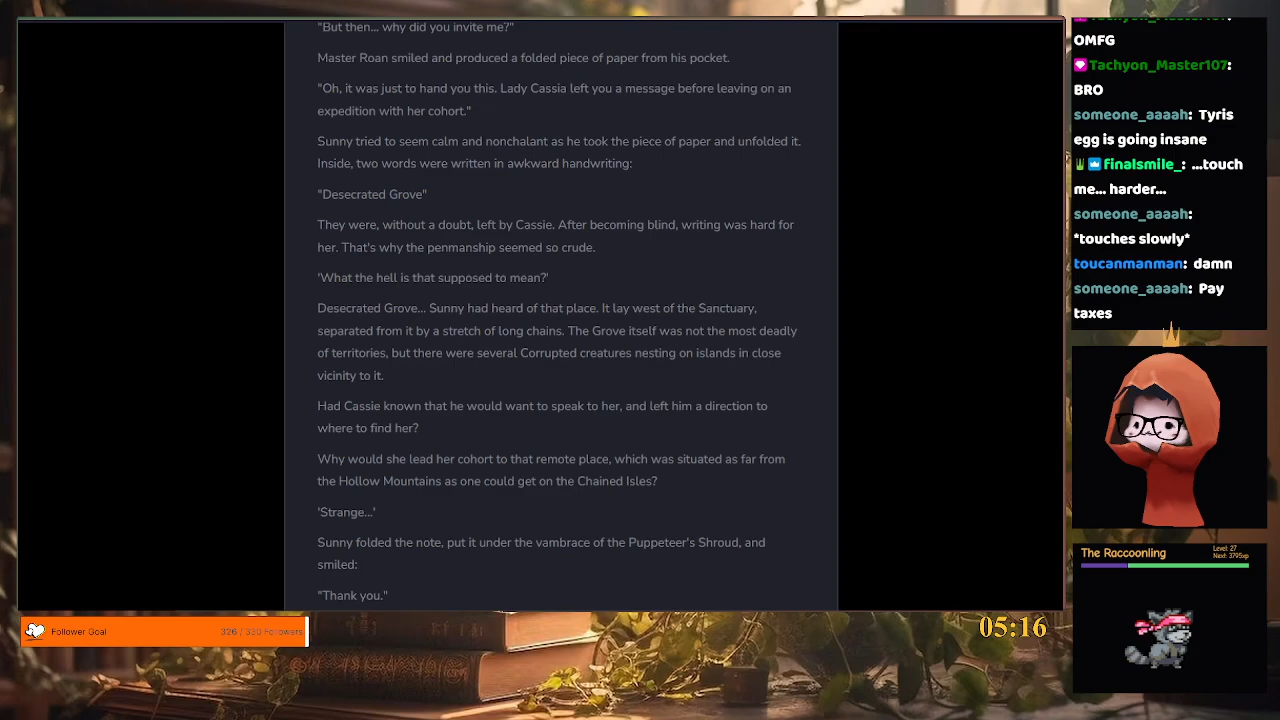 "But then... why did you invite me?"
Master Roan smiled and produced a folded piece of paper from his pocket.
"Oh, it was just to hand you this. Lady Cassia left you a message before leaving on an
expedition with her cohort."
Sunny tried to seem calm and nonchalant as he took the piece of paper and unfolded it.
Inside, two words were written in awkward handwriting:
"Desecrated Grove"
They were, without a doubt, left by Cassie. After becoming blind, writing was hard for
her. That's why the penmanship seemed so crude.
'What the hell is that supposed to mean?'
Desecrated Grove... Sunny had heard of that place. It lay west of the Sanctuary,
separated from it by a stretch of long chains. The Grove itself was not the most deadly
of territories, but there were several Corrupted creatures nesting on islands in close
vicinity to it.
Had Cassie known that he would want to speak to her, and left him a direction to
where to find her?
Why would she lead her cohort to that remote place, which was situated as far from
the Hollow Mountains as one could get on the Chained Isles?
'Strange...'
Sunny folded the note, put it under the vambrace of the Puppeteer's Shroud, and
smiled:
"Thank you."
OMFG
Tachyon_Master107:
BRO
someone_aaaah: Tyris
egg is going insane
finalsmile_: ...touch
me... harder...
someone_aaaah:
*touches slowly*
toucanmanman: damn
someone_aaaah: Pay
taxes
The Raccoonling
Level: 27
Next: 3795xp
Follower Goal
326 / 330 Followers
05:16